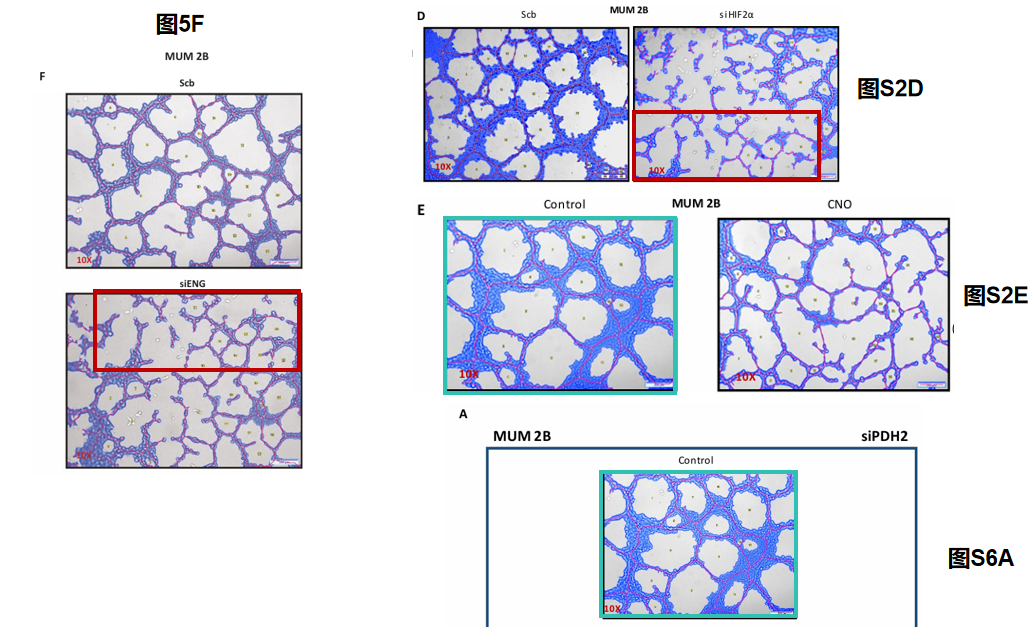 图5F
MUM 2B
F
Scb
10X
siENG
10X
D
Scb
MUM 2B
siHIF2α
10X
10X
图S2D
E
Control
MUM 2B
CNO
10X
10X
图S2E
A
MUM 2B
siPDH2
Control
10X
图S6A